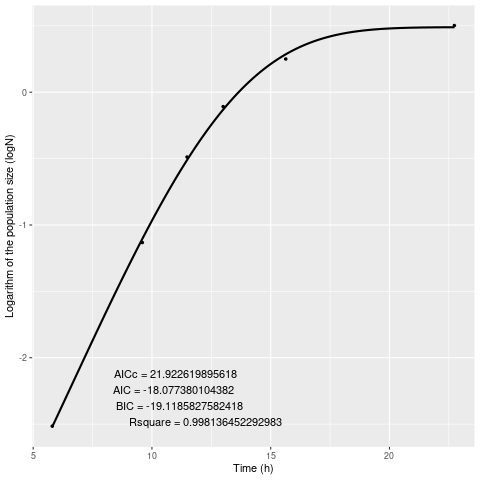 Logarithm of the population size (logN)
0
-1
-2
AICc = 21.922619895618
AIC = -18.077380104382
BIC = -19.1185827582418
Rsquare = 0.998136452292983
5
10
15
20
Time (h)